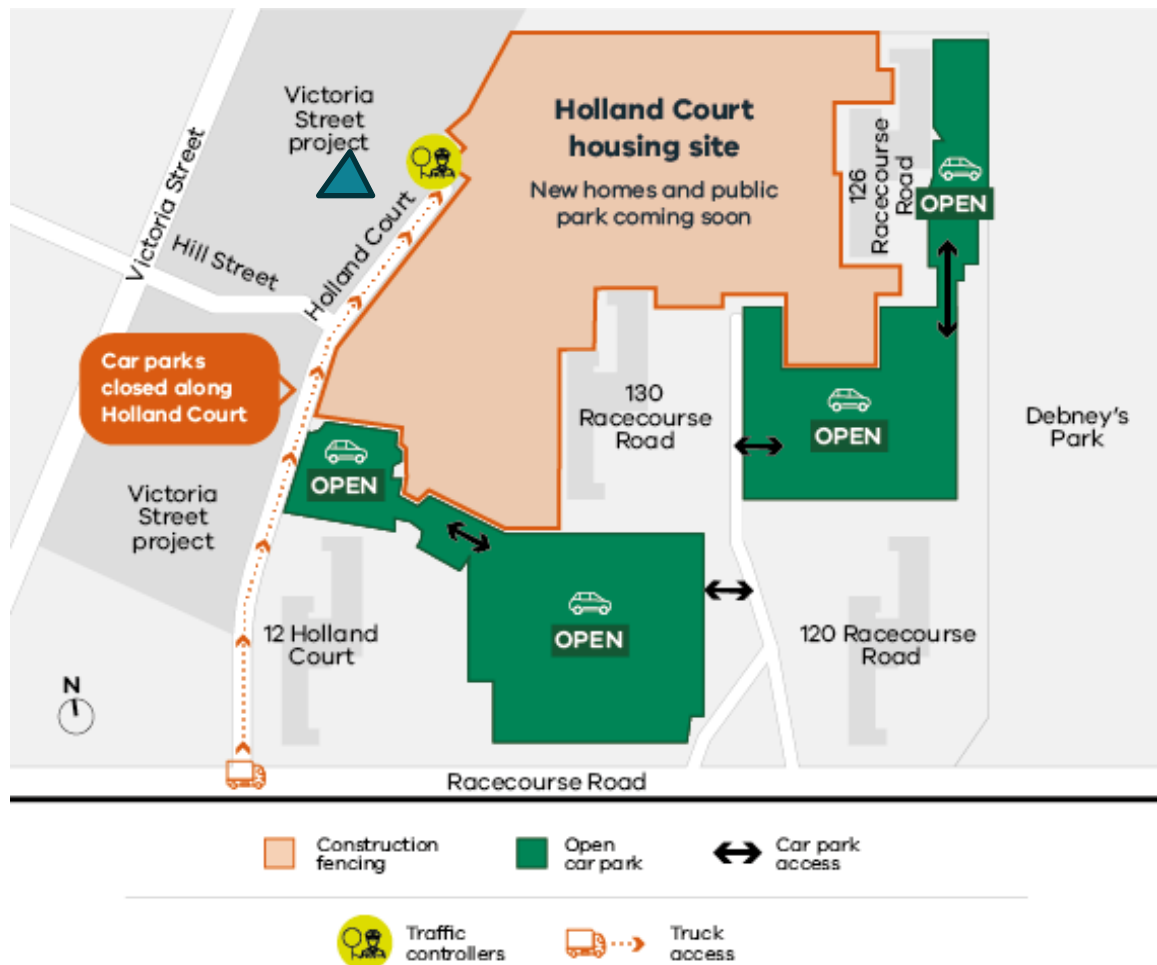 Victoria
Street
project
Holland Court
housing site
New homes and public
park coming soon
126
Racecourse
Road
OPEN
Victoria Street
Hill Street
Holland Court
Car parks
closed along
Holland Court
130
Racecourse
Road
OPEN
Debney's
Park
OPEN
Victoria
Street
project
12 Holland
Court
OPEN
120 Racecourse
Road
N
Racecourse Road
Construction
fencing
Open
car park
Car park
access
Traffic
controllers
Truck
access